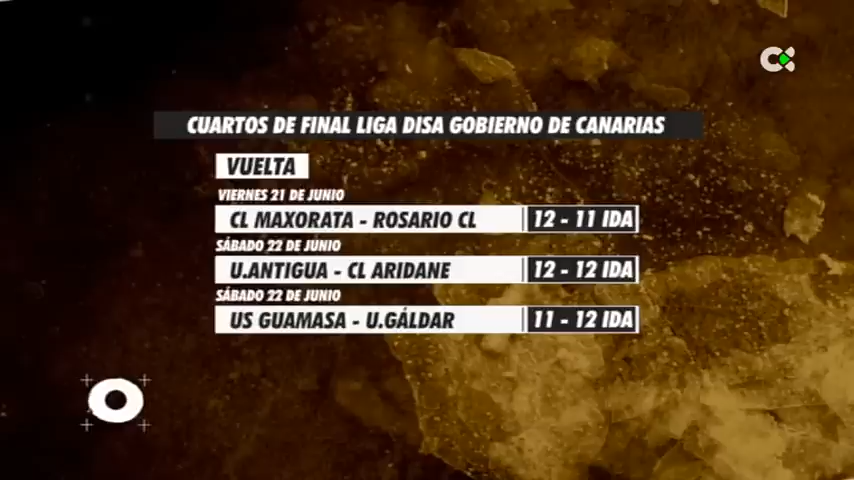 CUARTOS DE FINAL LIGA DISA GOBIERNO DE CANARIAS
VUELTA
VIERNES 21 DE JUNIO
CL MAXORATA - ROSARIO CL 12 - 11 IDA
SÁBADO 22 DE JUNIO
U.ANTIGUA - CL ARIDANE 12 - 12 IDA
SÁBADO 22 DE JUNIO
US GUAMASA - U.GÁLDAR 11 - 12 IDA